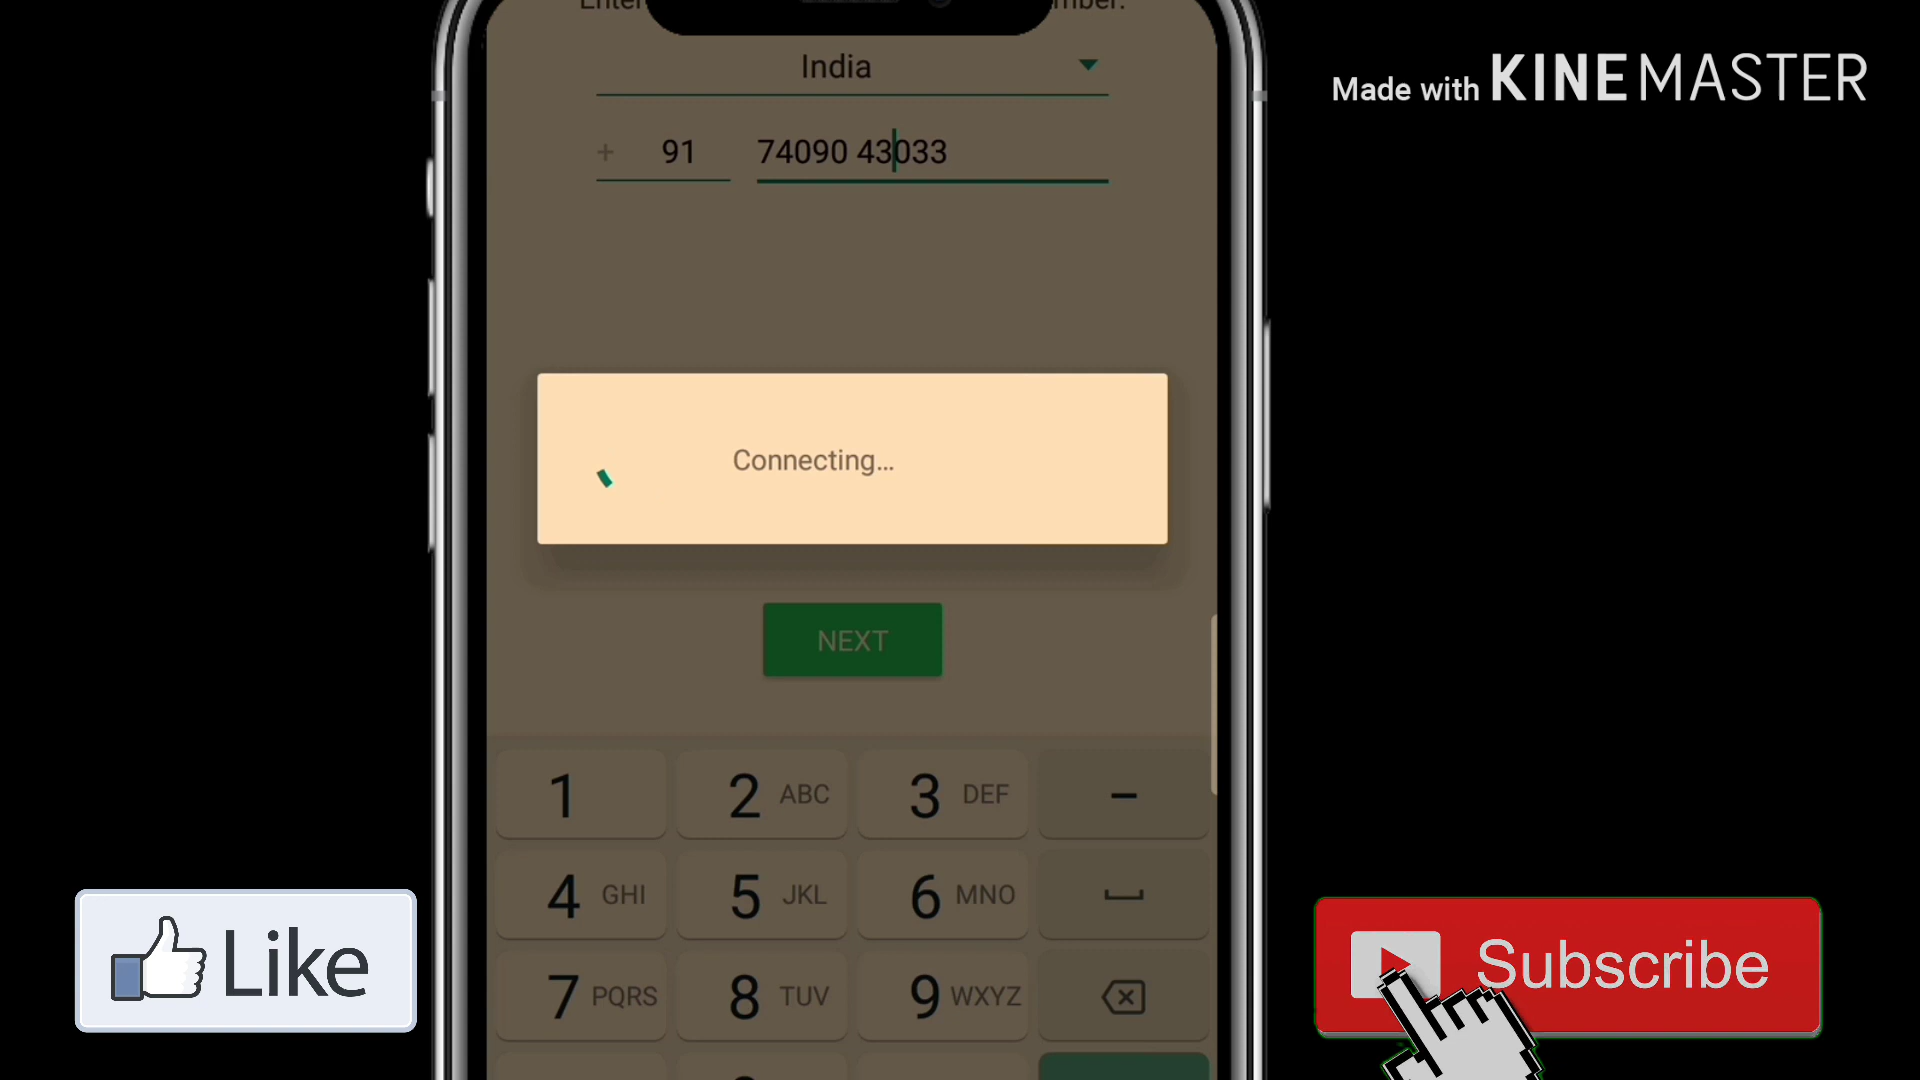 India
Made with KINEMASTER
+ 91 74090 43033
Connecting...
NEXT
1
2 ABC
3 DEF
-
4 GHI
5 JKL
6 MNO
7 PQRS
8 TUV
9 WXYZ
Like
Subscribe